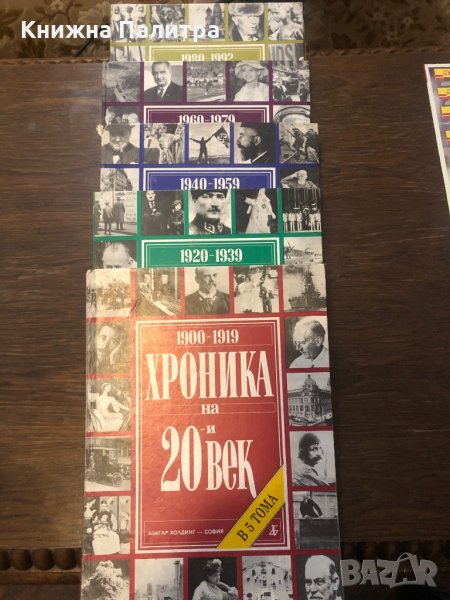 Книжна Палитра
1980-1992
1960-1979
1940-1959
1920-1939
1900-1919
ХРОНИКА
на
20-и ВЕК
В 5 ТОМА
АБАГАР ХОЛДИНГ — СОФИЯ
BAZAR